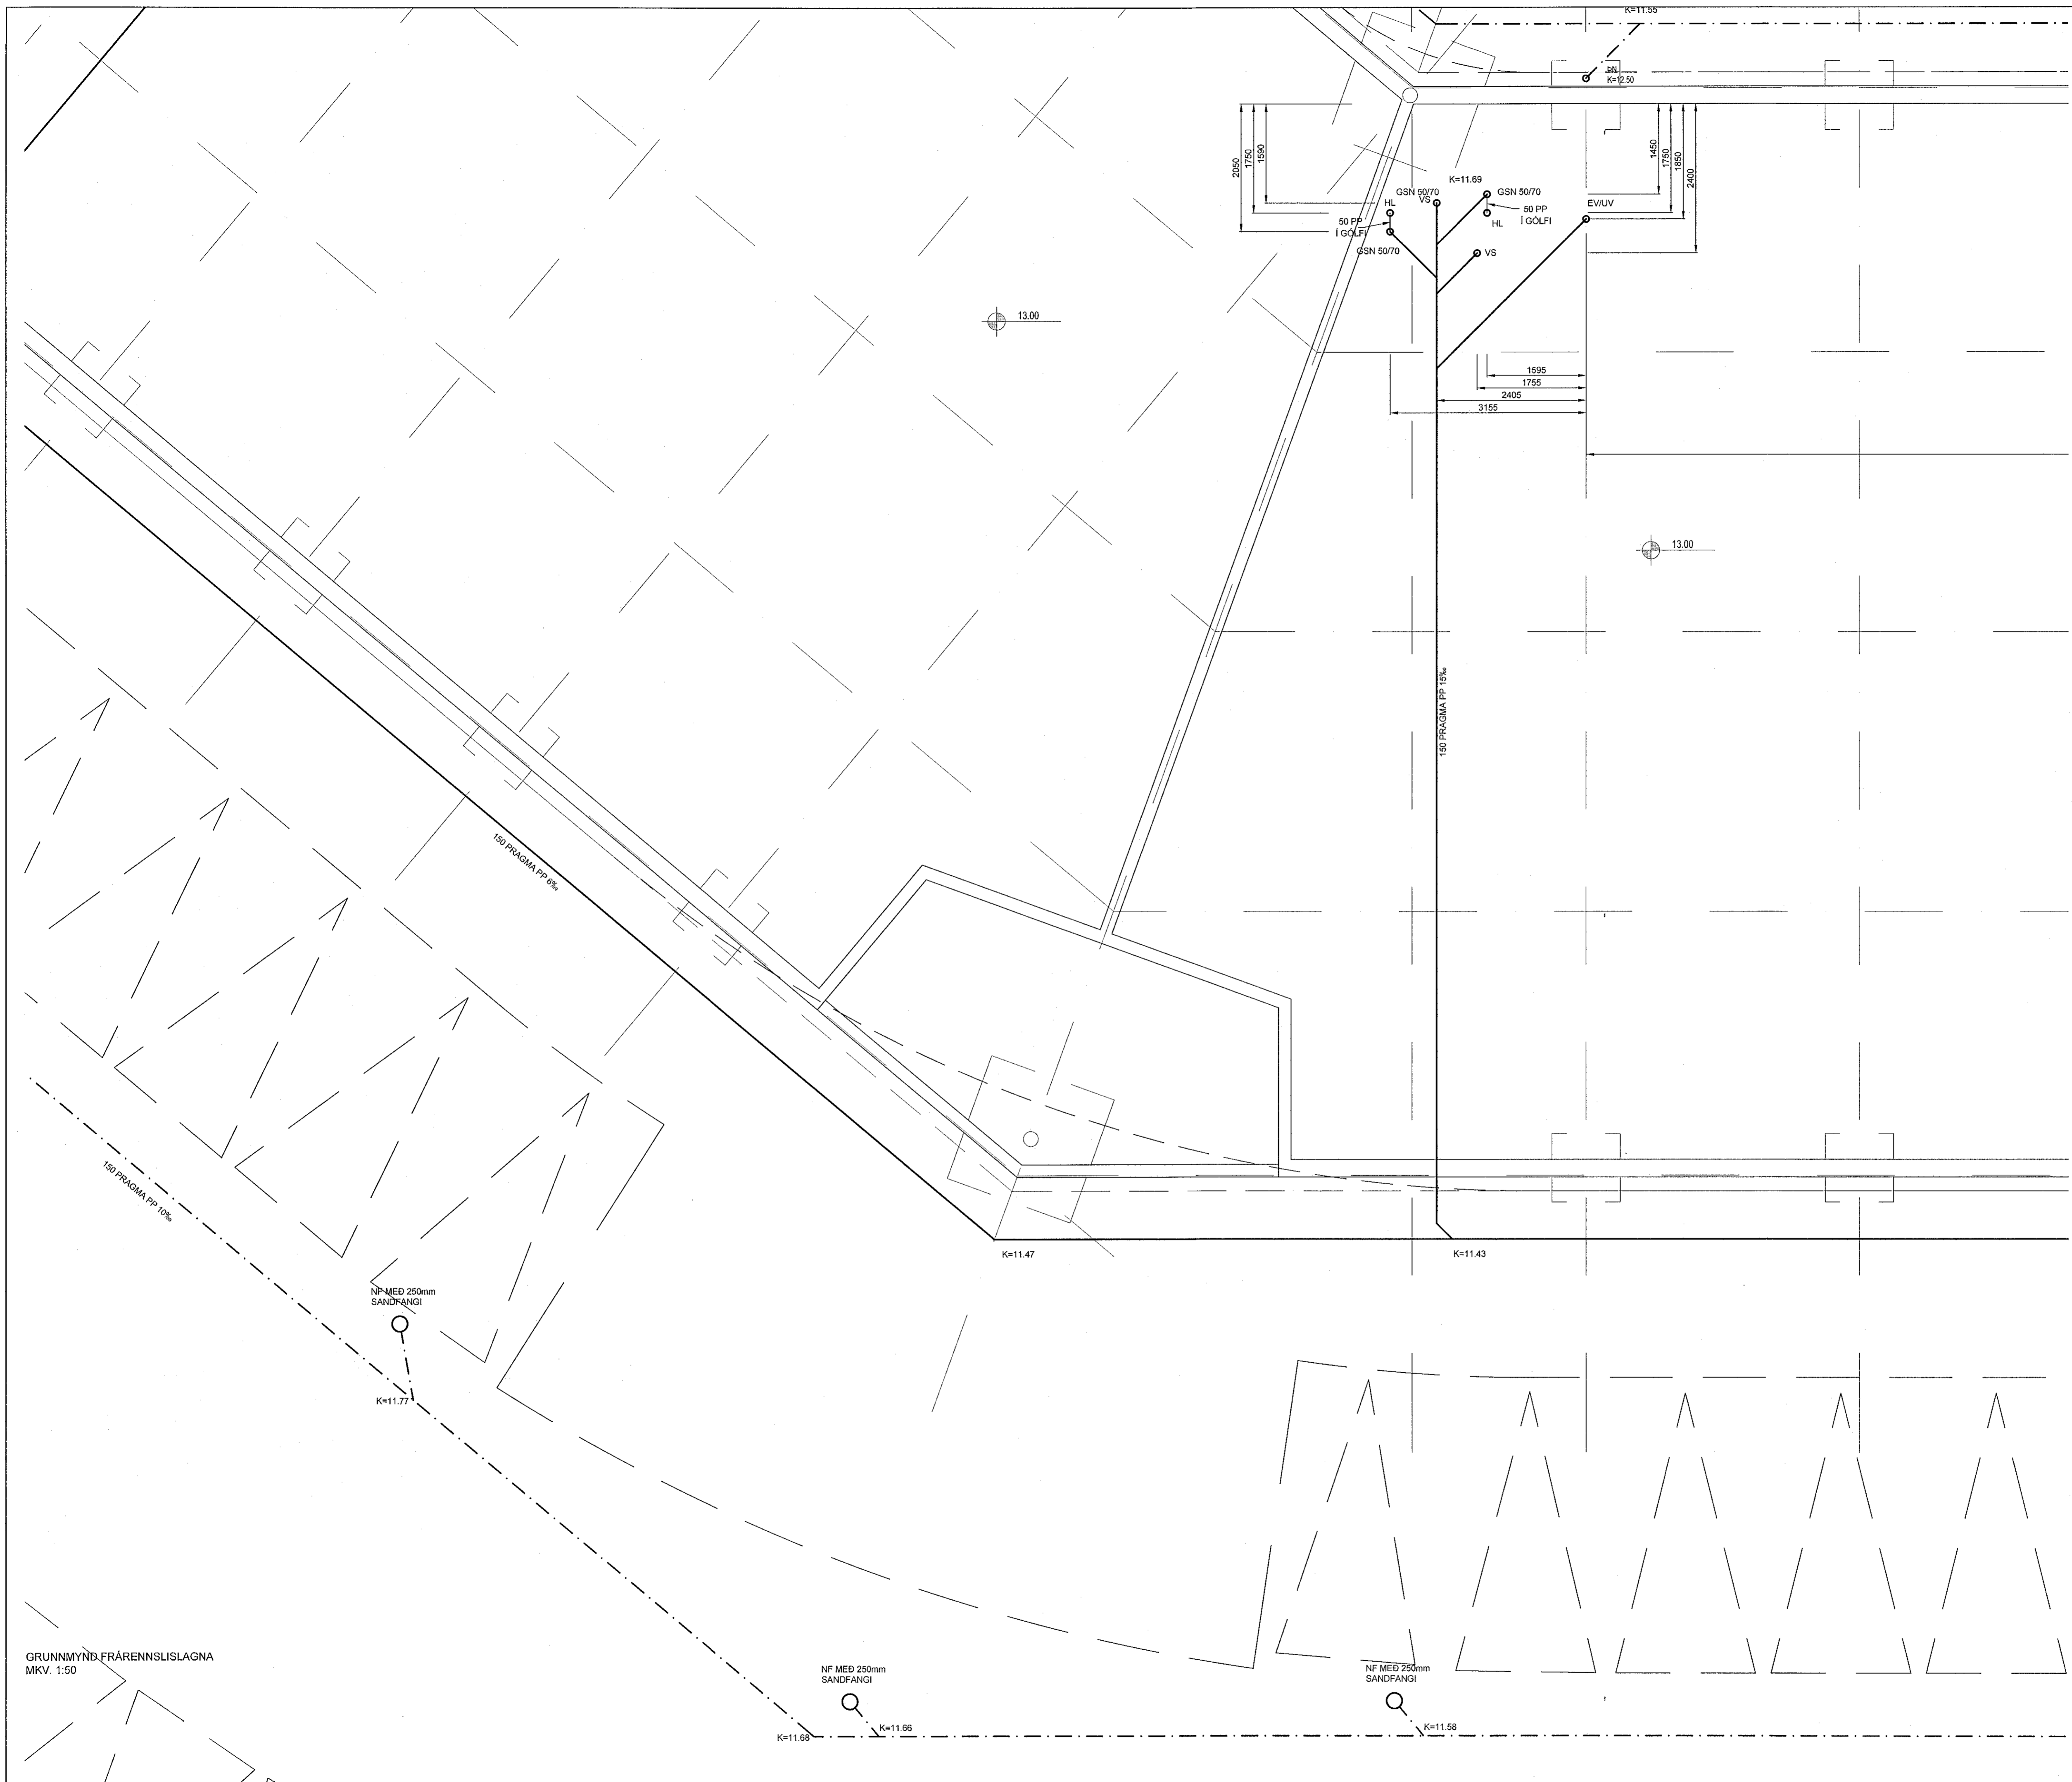 K=11.55
bN
K=12.50
2050
1750
1590
1450
1750
1850
2400
K=11.69
GSN 50/70
VS
GSN 50/70
HL
50 PP
Í GÓLFI
HL
50 PP
Í GÓLFI
EV/UV
GSN 50/70
VS
13.00
1595
1755
2405
3155
13.00
150 PRAGMA PP 15‰
150 PRAGMA PP 6‰
150 PRAGMA PP 10‰
K=11.47
K=11.43
NF MEÐ 250mm
SANDFANGI
K=11.77
GRUNNMYND FRÁRENNSLISLAGNA
MKV. 1:50
NF MEÐ 250mm
SANDFANGI
NF MEÐ 250mm
SANDFANGI
K=11.68
K=11.66
K=11.58